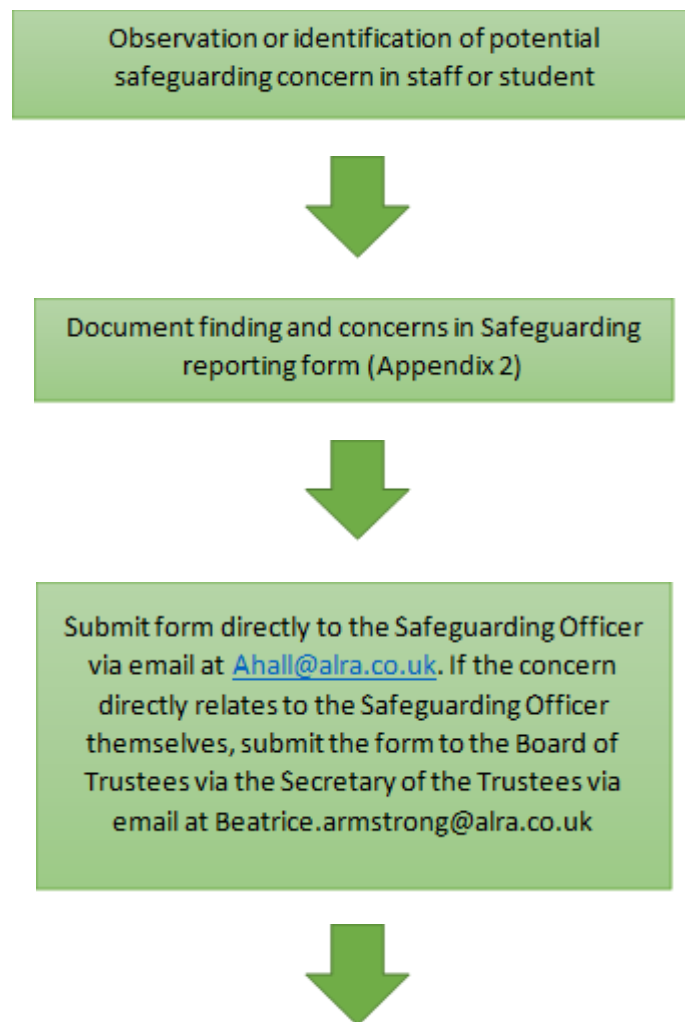 Observation or identification of potential
safeguarding concern in staff or student
Document finding and concerns in Safeguarding
reporting form (Appendix 2)
Submit form directly to the Safeguarding Officer
via email at Ahall@alra.co.uk. If the concern
directly relates to the Safeguarding Officer
themselves, submit the form to the Board of
Trustees via the Secretary of the Trustees via
email at Beatrice.armstrong@alra.co.uk